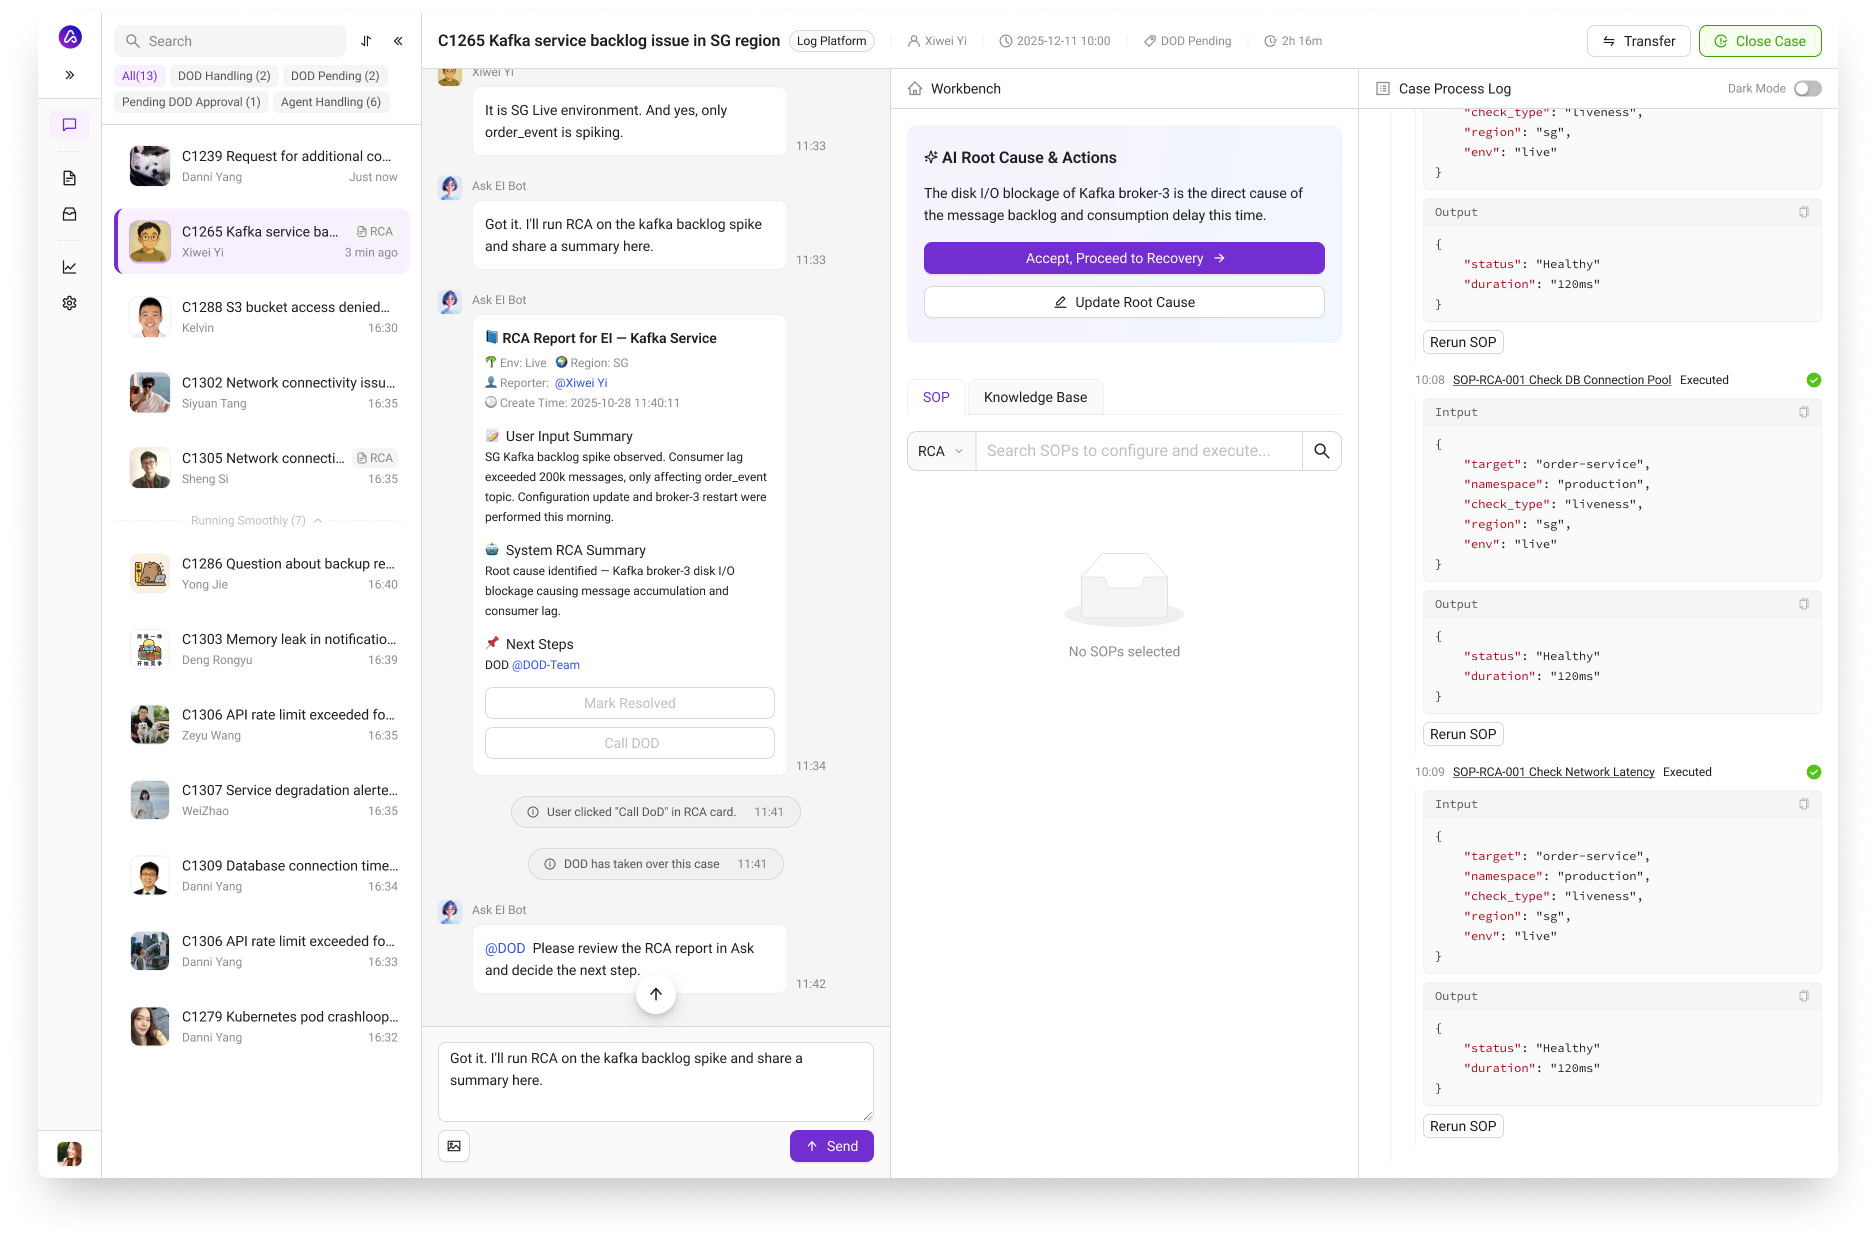 Search
All(13)
DOD Handling (2)
DOD Pending (2)
Pending DOD Approval (1)
Agent Handling (6)
C1239 Request for additional co...
Danni Yang
Just now
C1265 Kafka service ba...
RCA
Xiwei Yi
3 min ago
C1288 S3 bucket access denied...
Kelvin
16:30
C1302 Network connectivity issu...
Siyuan Tang
16:35
C1305 Network connecti...
RCA
Sheng Si
16:35
Running Smoothly (7)
C1286 Question about backup re...
Yong Jie
16:40
C1303 Memory leak in notificatio...
Deng Rongyu
16:39
C1306 API rate limit exceeded fo...
Zeyu Wang
16:35
C1307 Service degradation alerte...
WeiZhao
16:35
C1309 Database connection time...
Danni Yang
16:34
C1306 API rate limit exceeded fo...
Danni Yang
16:33
C1279 Kubernetes pod crashloop...
Danni Yang
16:32
C1265 Kafka service backlog issue in SG region
Log Platform
Xiwei Yi
2025-12-11 10:00
DOD Pending
2h 16m
Transfer
Close Case
Xiwei Yi
It is SG Live environment. And yes, only
order_event is spiking.
11:33
Ask EI Bot
Got it. I'll run RCA on the kafka backlog spike
and share a summary here.
11:33
Ask EI Bot
RCA Report for EI — Kafka Service
Env: Live Region: SG
Reporter: @Xiwei Yi
Create Time: 2025-10-28 11:40:11
User Input Summary
SG Kafka backlog spike observed. Consumer lag
exceeded 200k messages, only affecting order_event
topic. Configuration update and broker-3 restart were
performed this morning.
System RCA Summary
Root cause identified — Kafka broker-3 disk I/O
blockage causing message accumulation and
consumer lag.
Next Steps
DOD @DOD-Team
Mark Resolved
Call DOD
11:34
User clicked "Call DoD" in RCA card. 11:41
DOD has taken over this case 11:41
Ask EI Bot
@DOD Please review the RCA report in Ask
and decide the next step.
11:42
Got it. I'll run RCA on the kafka backlog spike and share a
summary here.
Send
Workbench
AI Root Cause & Actions
The disk I/O blockage of Kafka broker-3 is the direct cause of
the message backlog and consumption delay this time.
Accept, Proceed to Recovery
Update Root Cause
SOP
Knowledge Base
RCA
Search SOPs to configure and execute...
No SOPs selected
Case Process Log
Dark Mode
"check_type": "liveness",
"region": "sg",
"env": "live"
}
Output
{
"status": "Healthy"
"duration": "120ms"
}
Rerun SOP
10:08 SOP-RCA-001 Check DB Connection Pool Executed
Intput
{
"target": "order-service",
"namespace": "production",
"check_type": "liveness",
"region": "sg",
"env": "live"
}
Output
{
"status": "Healthy"
"duration": "120ms"
}
Rerun SOP
10:09 SOP-RCA-001 Check Network Latency Executed
Intput
{
"target": "order-service",
"namespace": "production",
"check_type": "liveness",
"region": "sg",
"env": "live"
}
Output
{
"status": "Healthy"
"duration": "120ms"
}
Rerun SOP